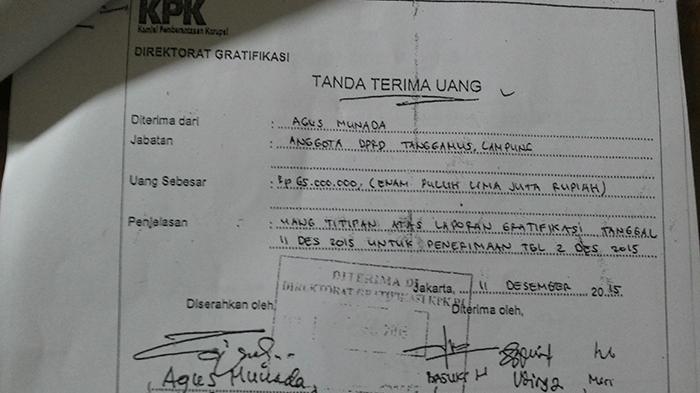 KPK
Komisi Pemberantasan Korupsi
DIREKTORAT GRATIFIKASI
TANDA TERIMA UANG
Diterima dari : AGUS MUNADA
Jabatan : ANGGOTA DPRD TANGGAMUS, LAMPUNG
Uang Sebesar : Rp 65.000.000, (ENAM PULUH LIMA JUTA RUPIAH)
Penjelasan : UANG TITIPAN ATAS LAPORAN GRATIFIKASI TANGGAL
11 DES 2015 UNTUK PENERIMAAN TGL 2 DES 2015
DITERIMA DI
DIREKTORAT GRATIFIKASI KPK RI
Jakarta, 11 DESEMBER 2015
Diserahkan oleh, Diterima oleh,
Agus Munada BASUKI H